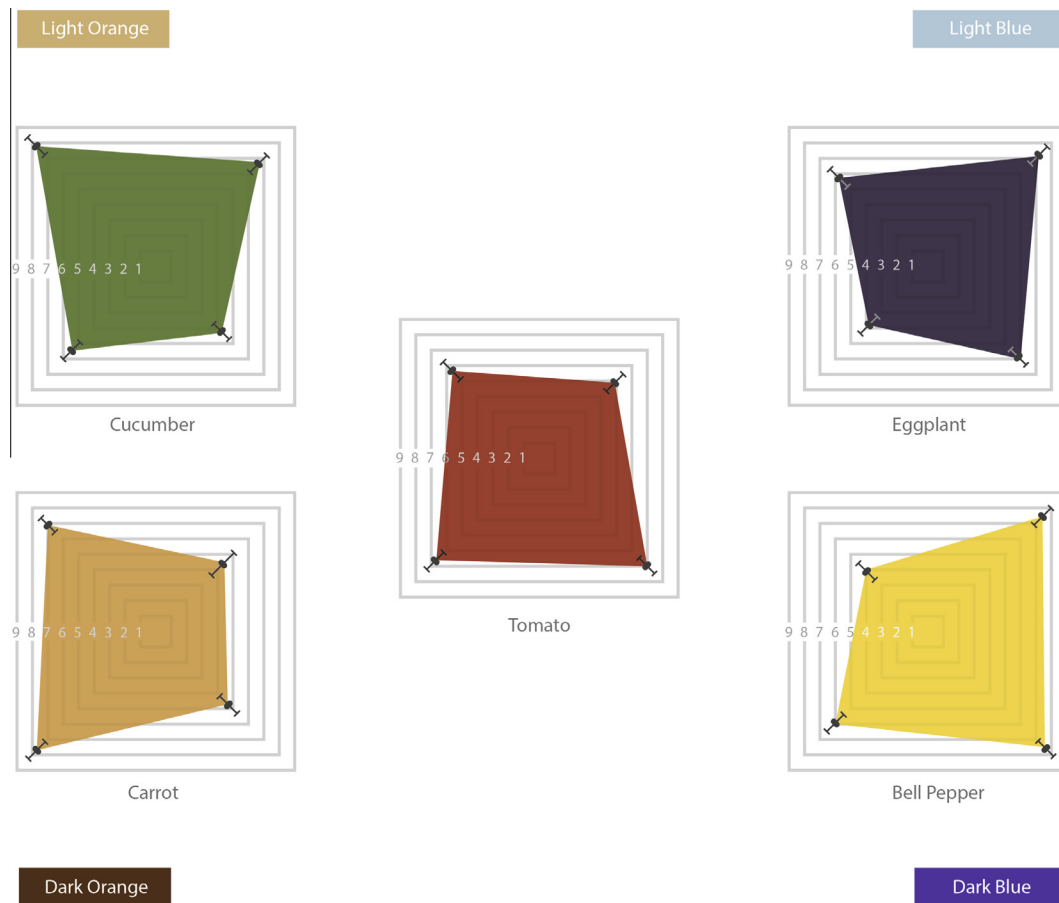 Light Orange
Light Blue
9 8 7 6 5 4 3 2 1
Cucumber
9 8 7 6 5 4 3 2 1
Eggplant
9 8 7 6 5 4 3 2 1
Tomato
9 8 7 6 5 4 3 2 1
Carrot
9 8 7 6 5 4 3 2 1
Bell Pepper
Dark Orange
Dark Blue